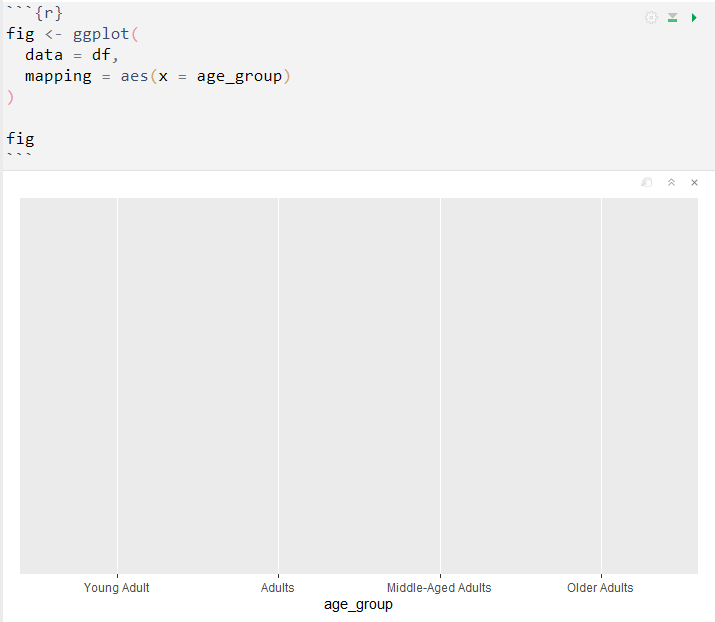 ```{r}
fig <- ggplot(
  data = df,
  mapping = aes(x = age_group)
)
fig
```
Young Adult Adults Middle-Aged Adults Older Adults
age_group